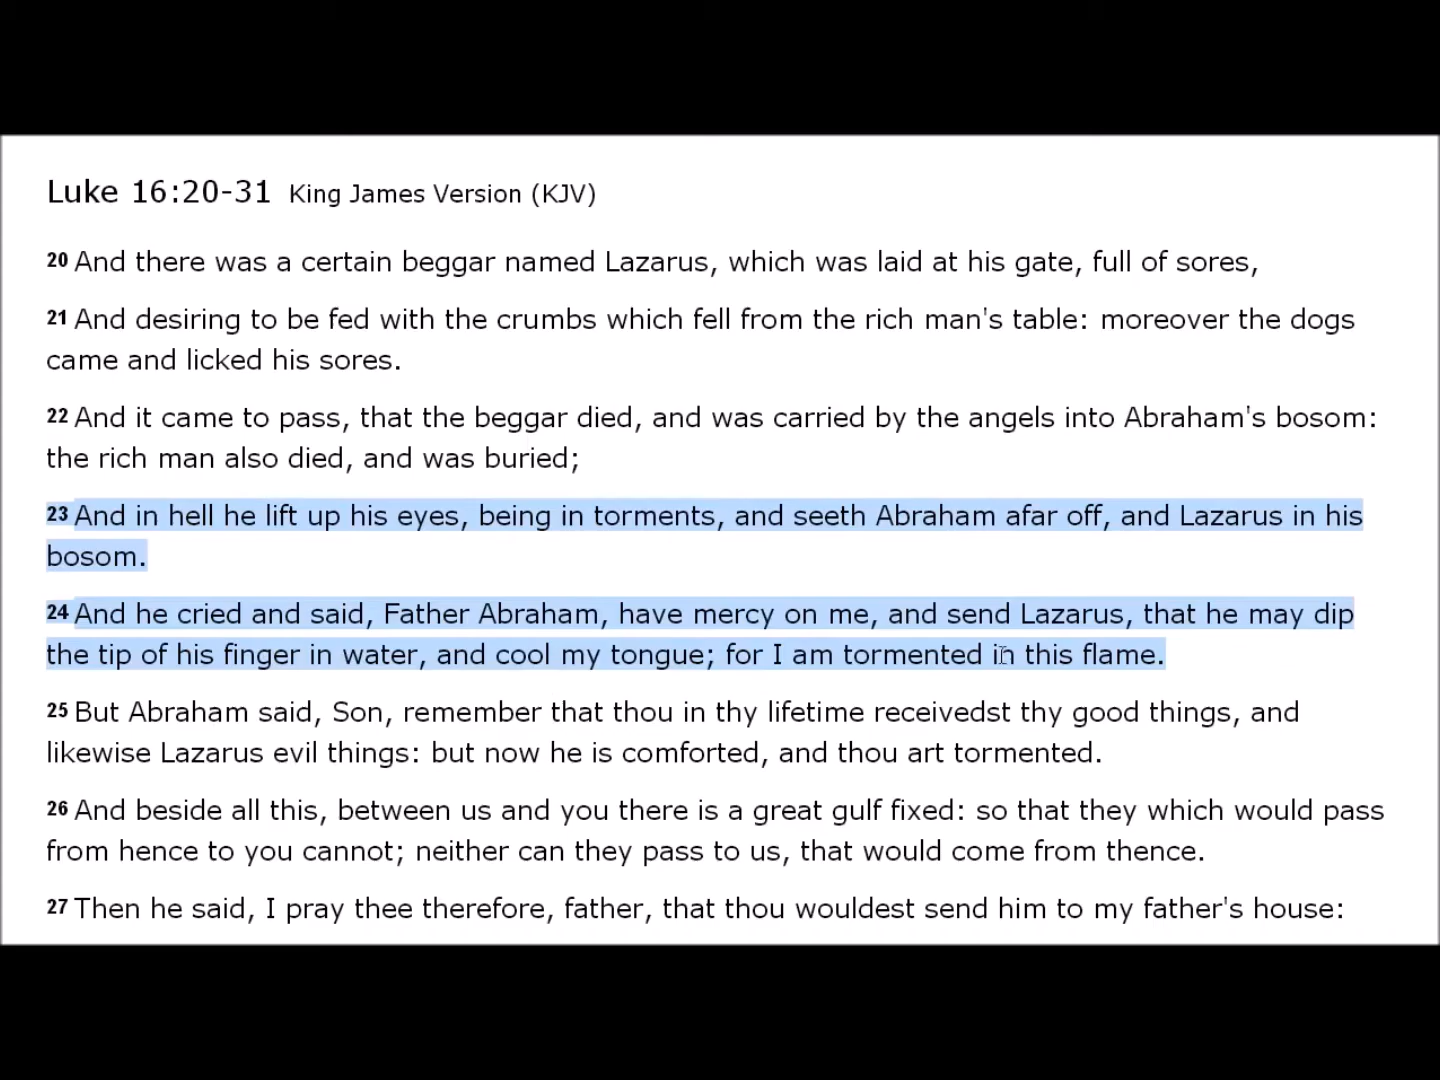 Luke 16:20-31 King James Version (KJV)
20 And there was a certain beggar named Lazarus, which was laid at his gate, full of sores,
21 And desiring to be fed with the crumbs which fell from the rich man's table: moreover the dogs
came and licked his sores.
22 And it came to pass, that the beggar died, and was carried by the angels into Abraham's bosom:
the rich man also died, and was buried;
23 And in hell he lift up his eyes, being in torments, and seeth Abraham afar off, and Lazarus in his
bosom.
24 And he cried and said, Father Abraham, have mercy on me, and send Lazarus, that he may dip
the tip of his finger in water, and cool my tongue; for I am tormented in this flame.
25 But Abraham said, Son, remember that thou in thy lifetime receivedst thy good things, and
likewise Lazarus evil things: but now he is comforted, and thou art tormented.
26 And beside all this, between us and you there is a great gulf fixed: so that they which would pass
from hence to you cannot; neither can they pass to us, that would come from thence.
27 Then he said, I pray thee therefore, father, that thou wouldest send him to my father's house: